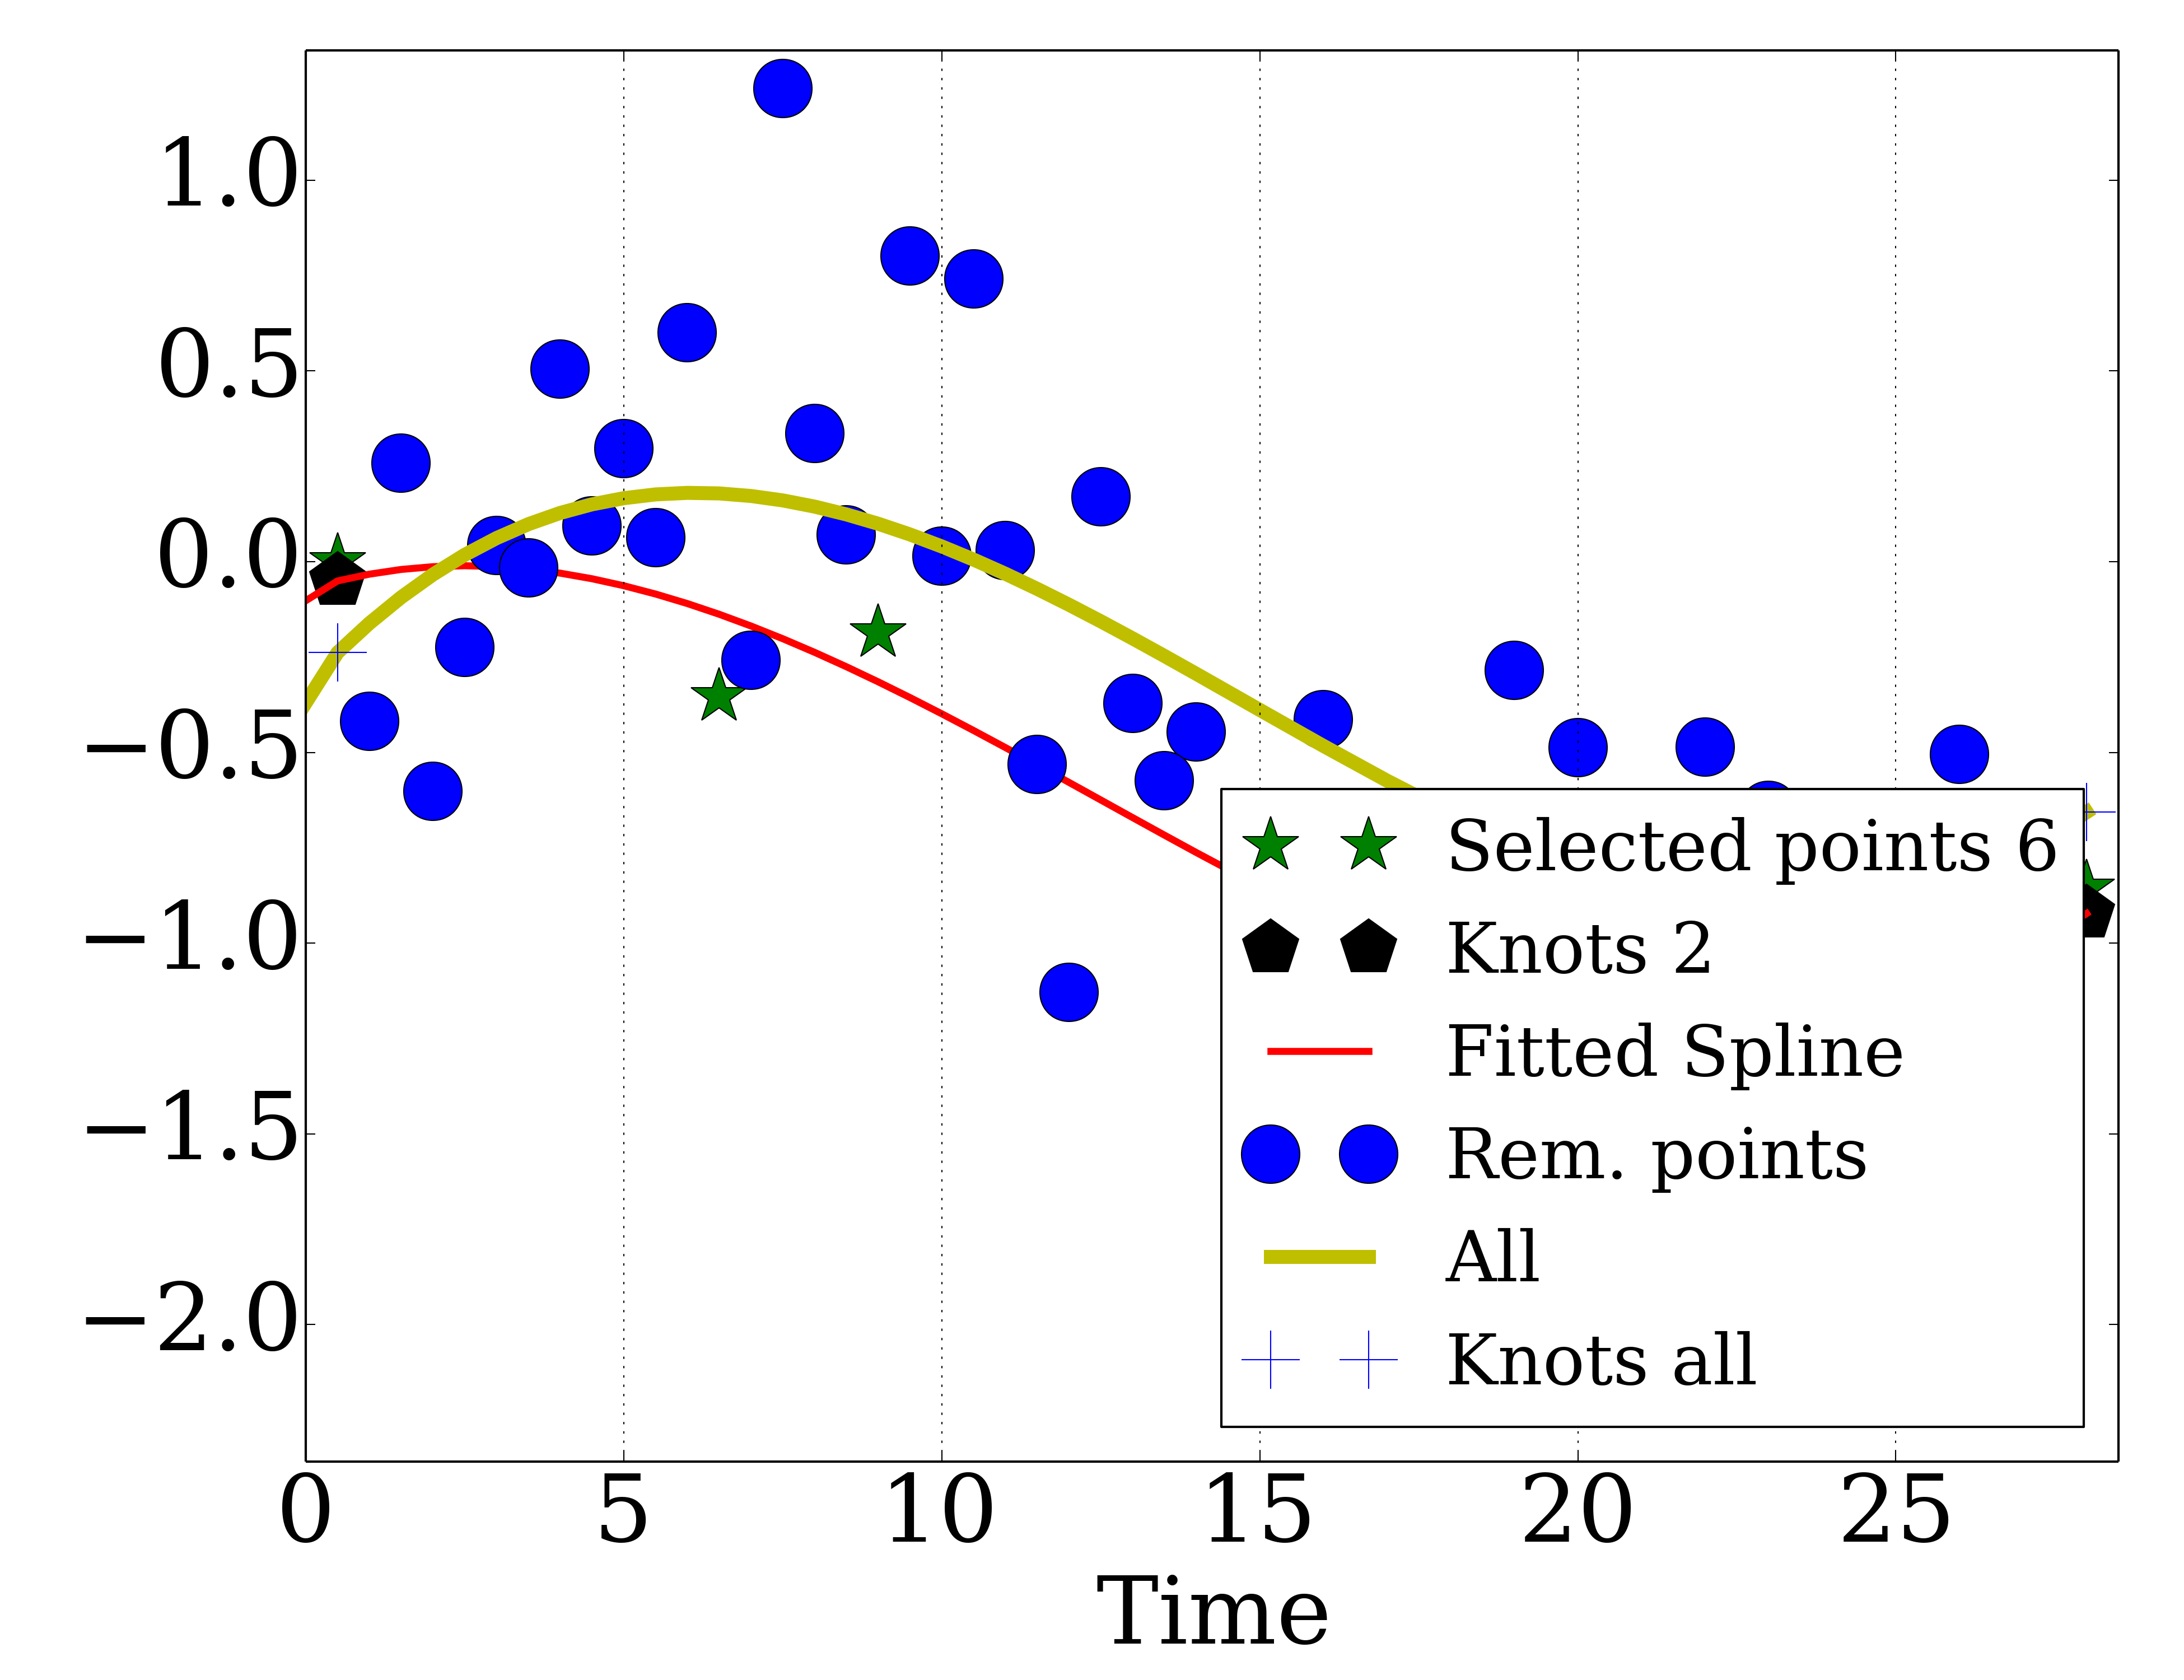 1.0
0.5
0.0
−0.5
−1.0
−1.5
−2.0
Selected points 6
Knots 2
Fitted Spline
Rem. points
All
Knots all
0 5 10 15 20 25
Time